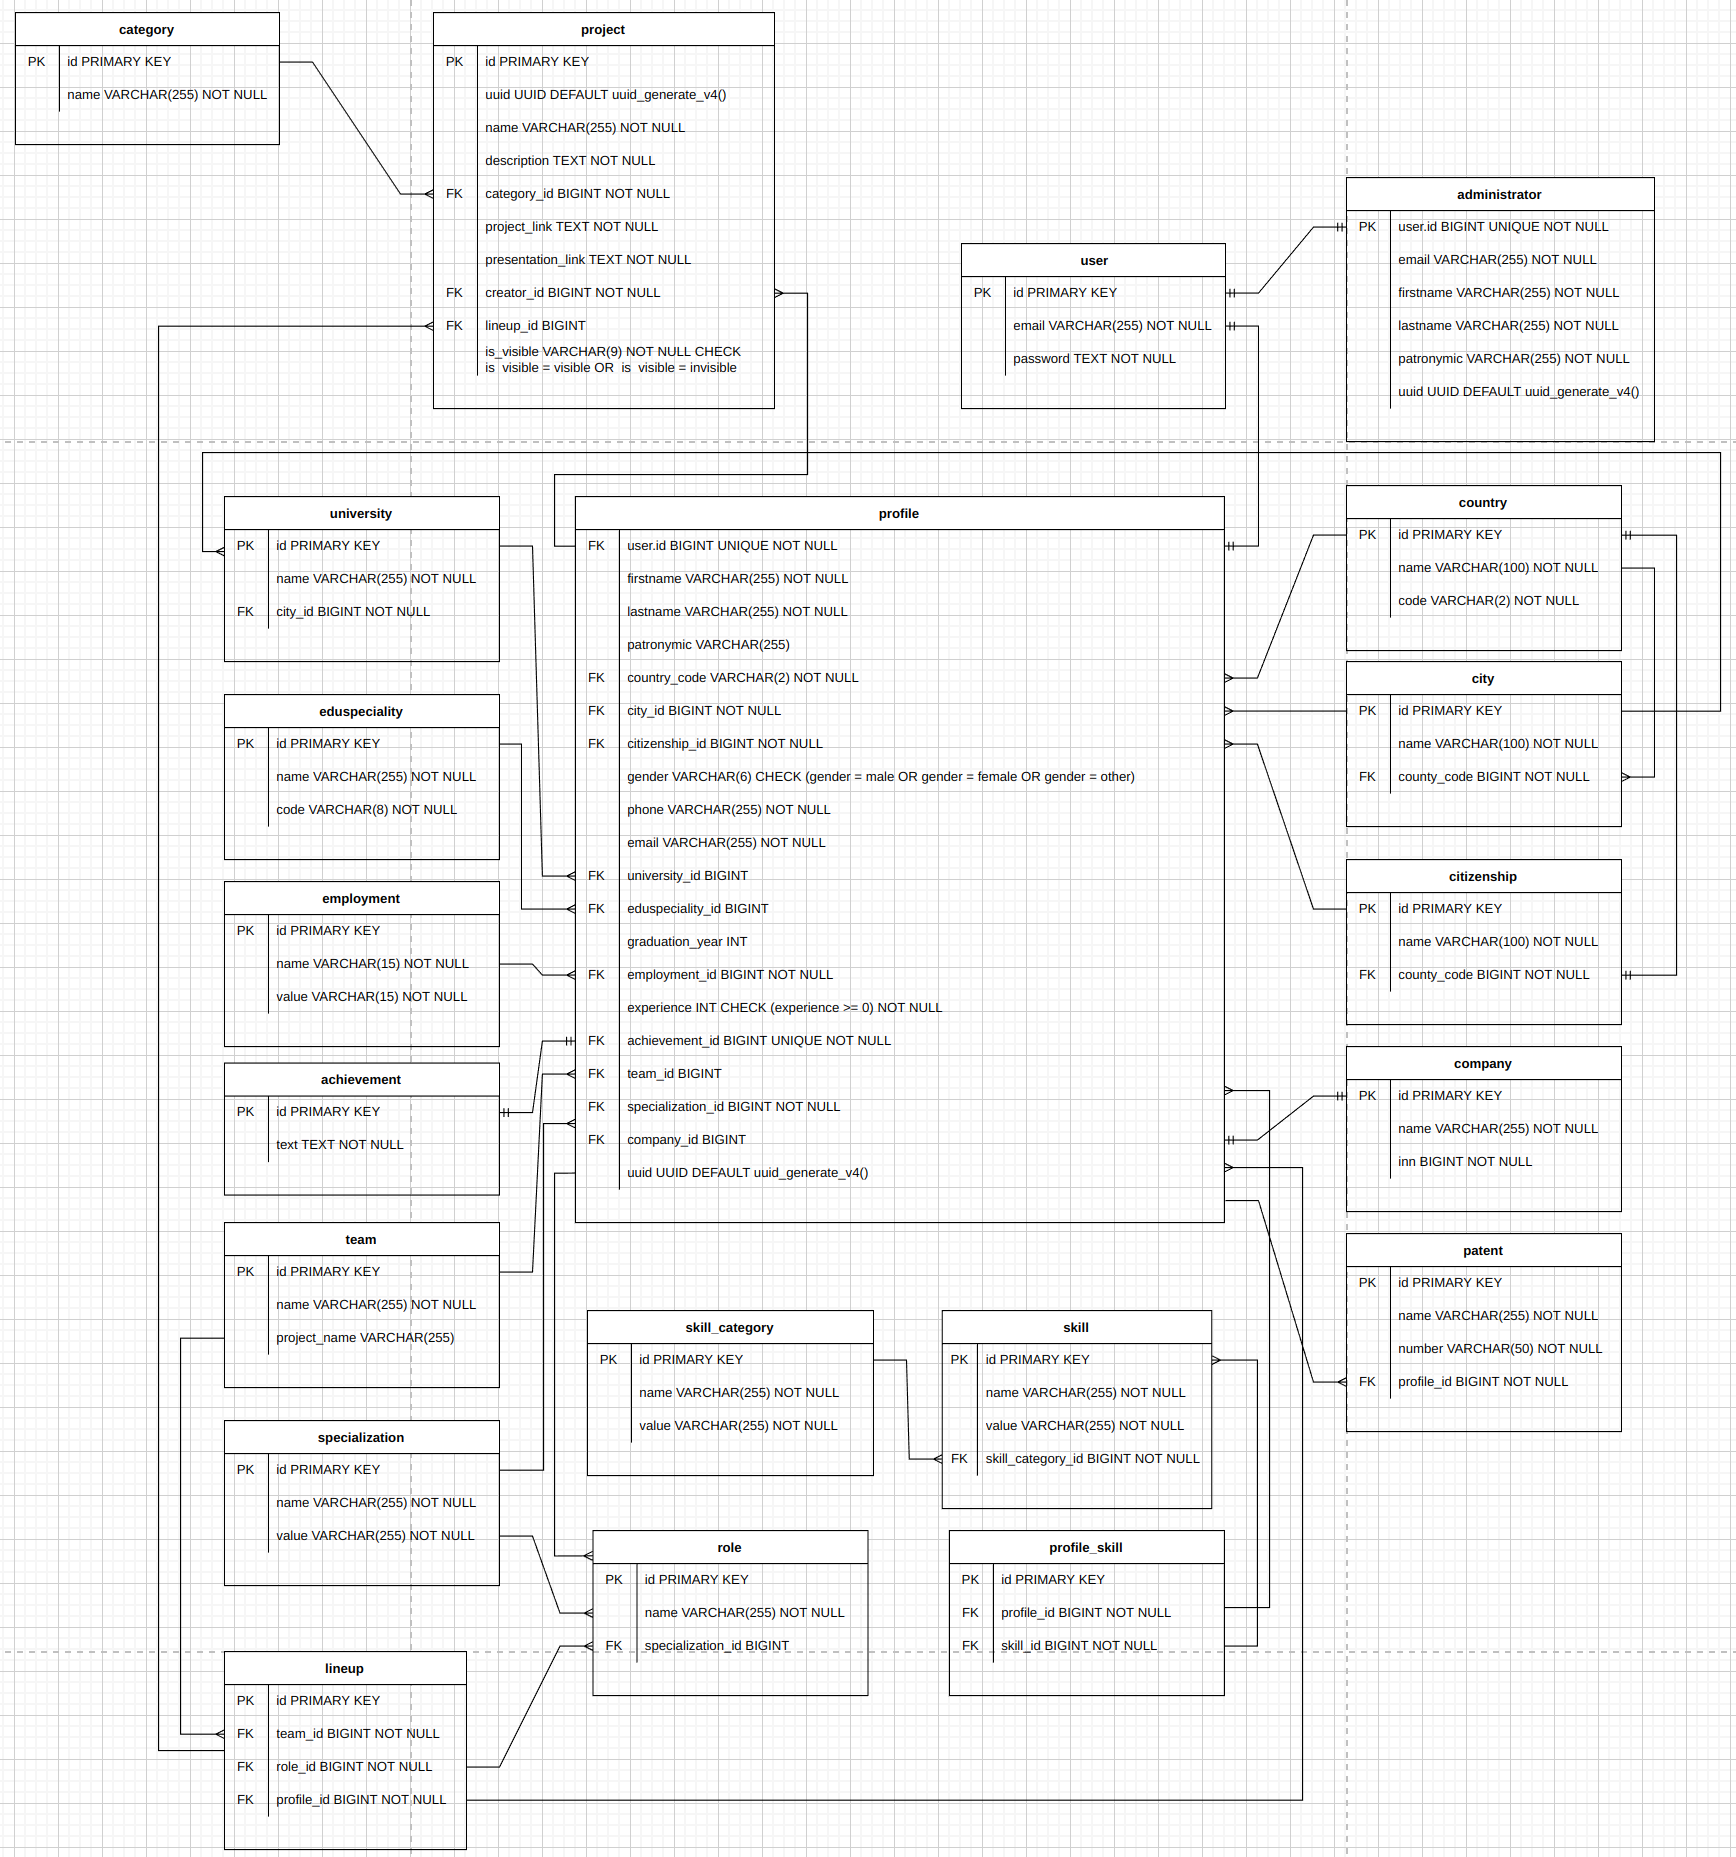 category
PK id PRIMARY KEY
name VARCHAR(255) NOT NULL
project
PK id PRIMARY KEY
uuid UUID DEFAULT uuid_generate_v4()
name VARCHAR(255) NOT NULL
description TEXT NOT NULL
FK category_id BIGINT NOT NULL
project_link TEXT NOT NULL
presentation_link TEXT NOT NULL
FK creator_id BIGINT NOT NULL
FK lineup_id BIGINT
is_visible VARCHAR(9) NOT NULL CHECK
is_visible = visible OR is_visible = invisible
user
PK id PRIMARY KEY
email VARCHAR(255) NOT NULL
password TEXT NOT NULL
administrator
PK user.id BIGINT UNIQUE NOT NULL
email VARCHAR(255) NOT NULL
firstname VARCHAR(255) NOT NULL
lastname VARCHAR(255) NOT NULL
patronymic VARCHAR(255) NOT NULL
uuid UUID DEFAULT uuid_generate_v4()
university
PK id PRIMARY KEY
name VARCHAR(255) NOT NULL
FK city_id BIGINT NOT NULL
eduspeciality
PK id PRIMARY KEY
name VARCHAR(255) NOT NULL
code VARCHAR(8) NOT NULL
employment
PK id PRIMARY KEY
name VARCHAR(15) NOT NULL
value VARCHAR(15) NOT NULL
achievement
PK id PRIMARY KEY
text TEXT NOT NULL
team
PK id PRIMARY KEY
name VARCHAR(255) NOT NULL
project_name VARCHAR(255)
specialization
PK id PRIMARY KEY
name VARCHAR(255) NOT NULL
value VARCHAR(255) NOT NULL
lineup
PK id PRIMARY KEY
FK team_id BIGINT NOT NULL
FK role_id BIGINT NOT NULL
FK profile_id BIGINT NOT NULL
profile
FK user.id BIGINT UNIQUE NOT NULL
firstname VARCHAR(255) NOT NULL
lastname VARCHAR(255) NOT NULL
patronymic VARCHAR(255)
FK country_code VARCHAR(2) NOT NULL
FK city_id BIGINT NOT NULL
FK citizenship_id BIGINT NOT NULL
gender VARCHAR(6) CHECK (gender = male OR gender = female OR gender = other)
phone VARCHAR(255) NOT NULL
email VARCHAR(255) NOT NULL
FK university_id BIGINT
FK eduspeciality_id BIGINT
graduation_year INT
FK employment_id BIGINT NOT NULL
experience INT CHECK (experience >= 0) NOT NULL
FK achievement_id BIGINT UNIQUE NOT NULL
FK team_id BIGINT
FK specialization_id BIGINT NOT NULL
FK company_id BIGINT
uuid UUID DEFAULT uuid_generate_v4()
skill_category
PK id PRIMARY KEY
name VARCHAR(255) NOT NULL
value VARCHAR(255) NOT NULL
skill
PK id PRIMARY KEY
name VARCHAR(255) NOT NULL
value VARCHAR(255) NOT NULL
FK skill_category_id BIGINT NOT NULL
role
PK id PRIMARY KEY
name VARCHAR(255) NOT NULL
FK specialization_id BIGINT
profile_skill
PK id PRIMARY KEY
FK profile_id BIGINT NOT NULL
FK skill_id BIGINT NOT NULL
country
PK id PRIMARY KEY
name VARCHAR(100) NOT NULL
code VARCHAR(2) NOT NULL
city
PK id PRIMARY KEY
name VARCHAR(100) NOT NULL
FK county_code BIGINT NOT NULL
citizenship
PK id PRIMARY KEY
name VARCHAR(100) NOT NULL
FK county_code BIGINT NOT NULL
company
PK id PRIMARY KEY
name VARCHAR(255) NOT NULL
inn BIGINT NOT NULL
patent
PK id PRIMARY KEY
name VARCHAR(255) NOT NULL
number VARCHAR(50) NOT NULL
FK profile_id BIGINT NOT NULL